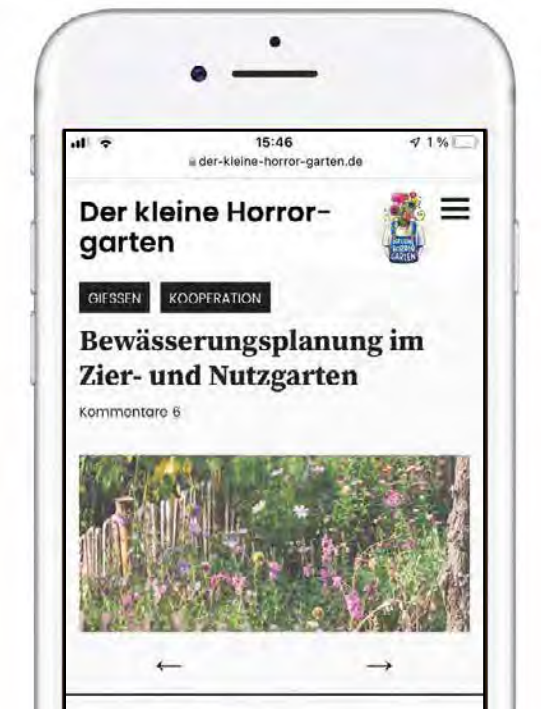 15:46
1 %
der-kleine-horror-garten.de
Der kleine Horror-
garten
GIESSEN
KOOPERATION
Bewässerungsplanung im
Zier- und Nutzgarten
Kommentare 6